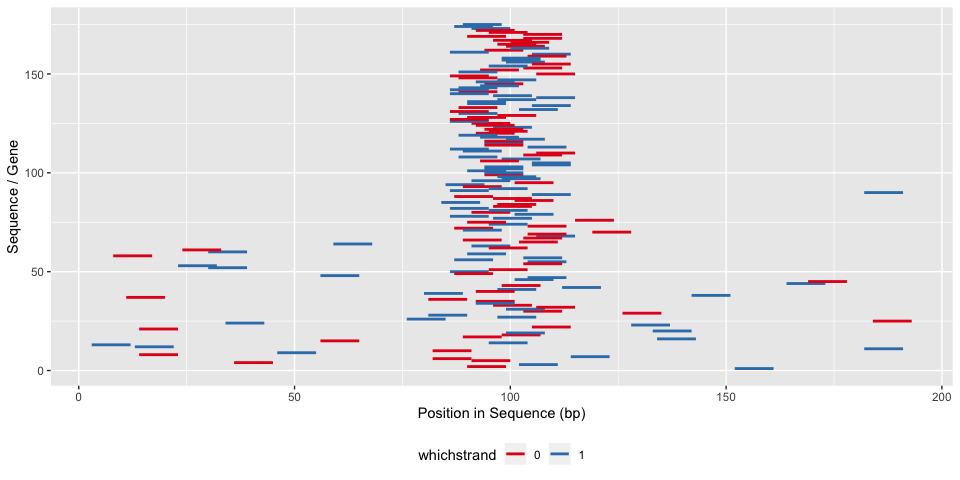 150
100
50
0
Sequence / Gene
0 50 100 150 200
Position in Sequence (bp)
whichstrand 0 1